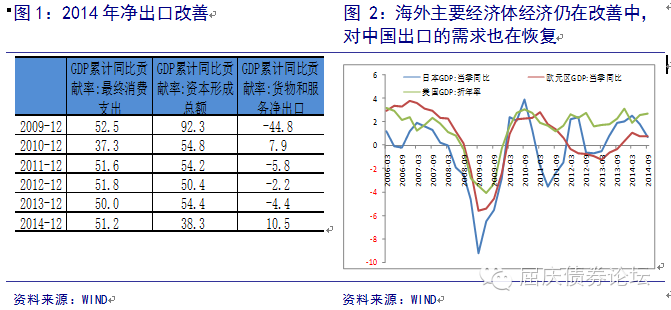 图 1：2014 年净出口改善
GDP累计同比贡献率:最终消费支出 GDP累计同比贡献率:资本形成总额 GDP累计同比贡献率:货物和服务净出口
2009-12 52.5 92.3 -44.8
2010-12 37.3 54.8 7.9
2011-12 51.6 54.2 -5.8
2012-12 51.8 50.4 -2.2
2013-12 50.0 54.4 -4.4
2014-12 51.2 38.3 10.5
资料来源：WIND
图 2：海外主要经济体经济仍在改善中，
对中国出口的需求也在恢复
日本GDP:当季同比 欧元区GDP:当季同比
美国GDP:折年率
6
4
2
0
-2
-4
-6
-8
-10
2006-03 2006-09 2007-03 2007-09 2008-03 2008-09 2009-03 2009-09 2010-03 2010-09 2011-03 2011-09 2012-03 2012-09 2013-03 2013-09 2014-03 2014-09
屈庆债券论坛
资料来源：WIND